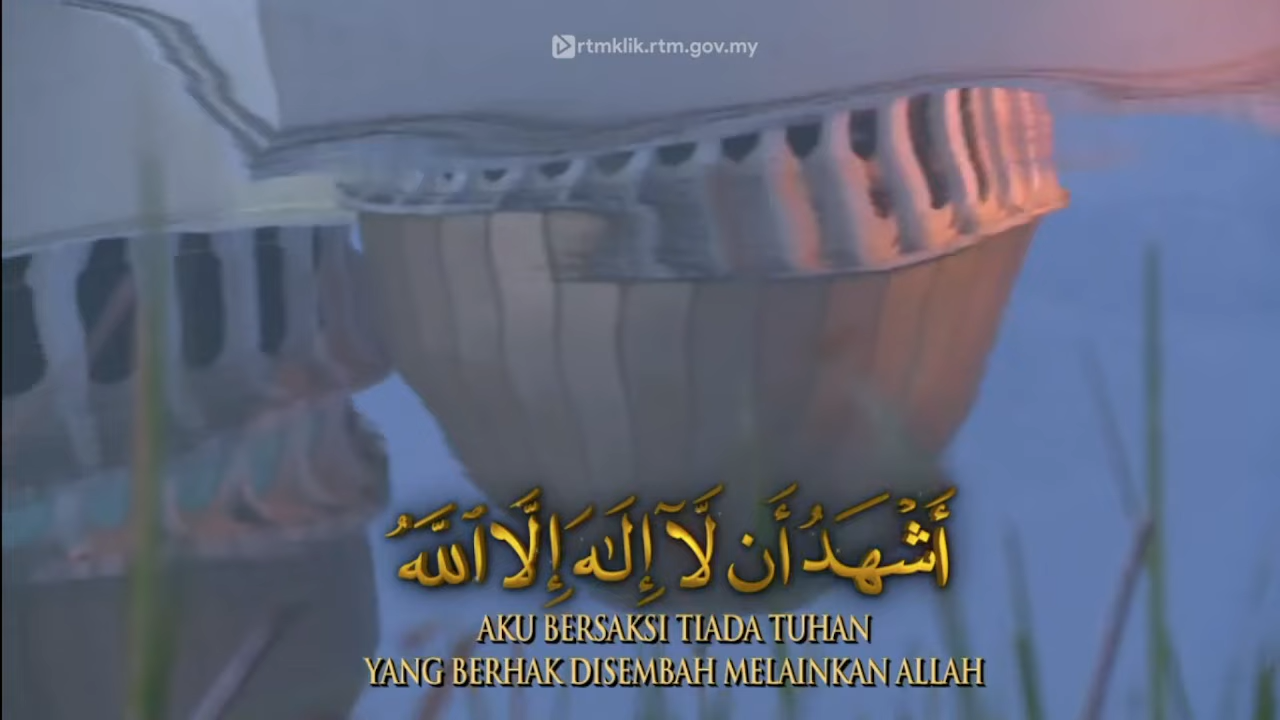 rtmklik.rtm.gov.my
أَشْهَدُ أَن لَّآ إِلَٰهَ إِلَّا ٱللَّهُ
AKU BERSAKSI TIADA TUHAN
YANG BERHAK DISEMBAH MELAINKAN ALLAH